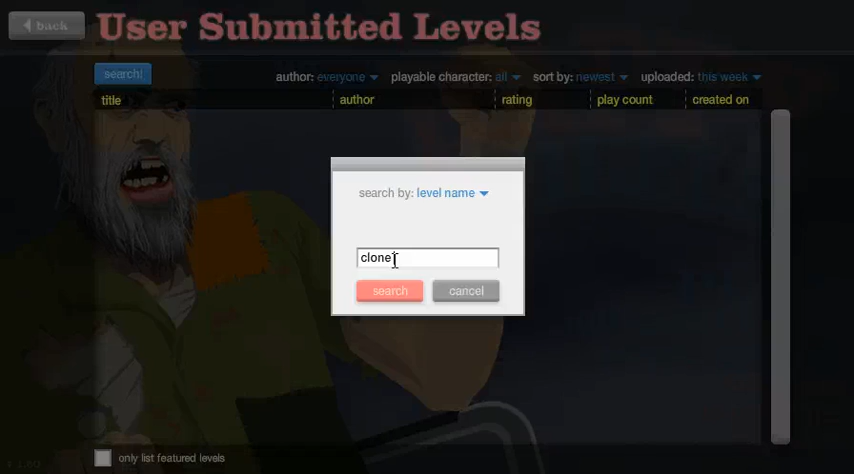 back
User Submitted Levels
search!
author: everyone playable character: all sort by: newest uploaded: this week
title author rating play count created on
search by: level name
clone
search cancel
only list featured levels